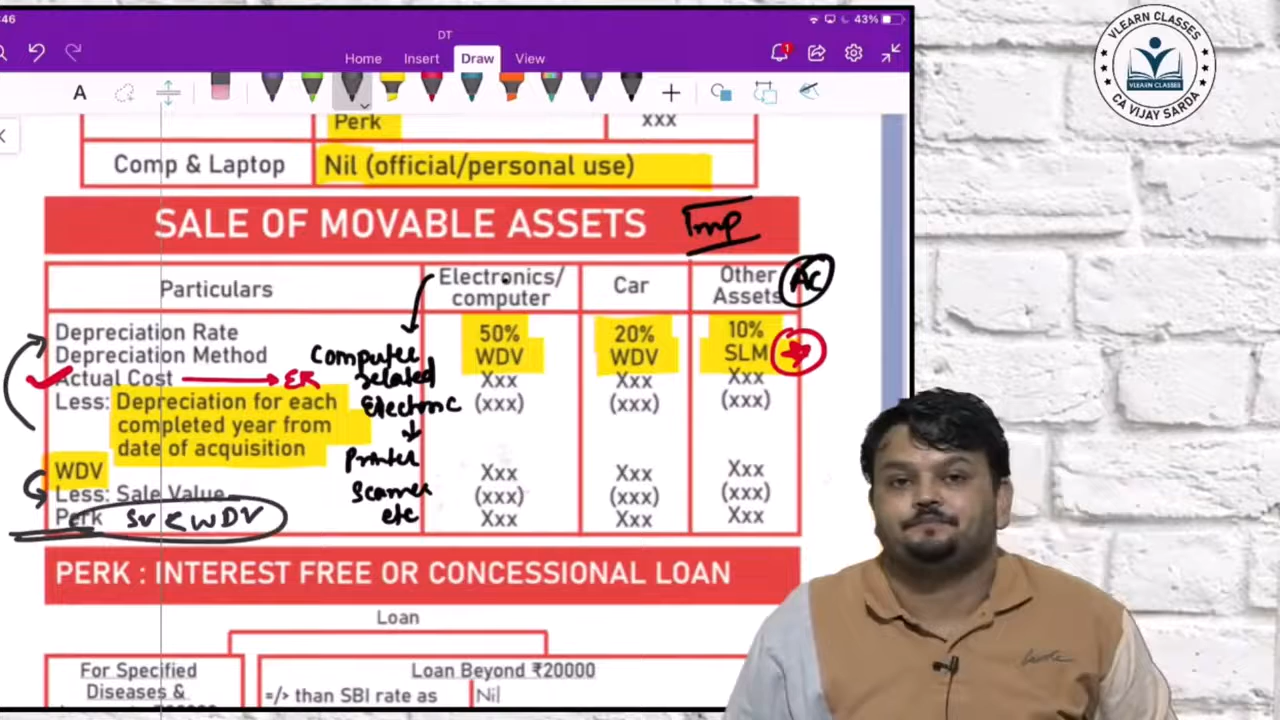 :46
43%
DT
Home Insert Draw View
1
A
Perk xxx
Comp & Laptop Nil (official/personal use)
SALE OF MOVABLE ASSETS Imp
Particulars Electronics/ computer Car Other Assets AC
Depreciation Rate 50% 20% 10%
Depreciation Method WDV WDV SLM
Actual Cost ER Xxx Xxx Xxx
Less: Depreciation for each (xxx) (xxx) (xxx)
completed year from
date of acquisition
WDV Xxx Xxx Xxx
Less: Sale Value (xxx) (xxx) (xxx)
Perk SV < WDV Xxx Xxx Xxx
Computer
related
Electronic
Printer
Scanner
etc
PERK : INTEREST FREE OR CONCESSIONAL LOAN
Loan
For Specified
Diseases &
Loan Beyond ₹20000
=/> than SBI rate as Nil
VLEARN CLASSES
VLEARN CLASSES
CA VIJAY SARDA